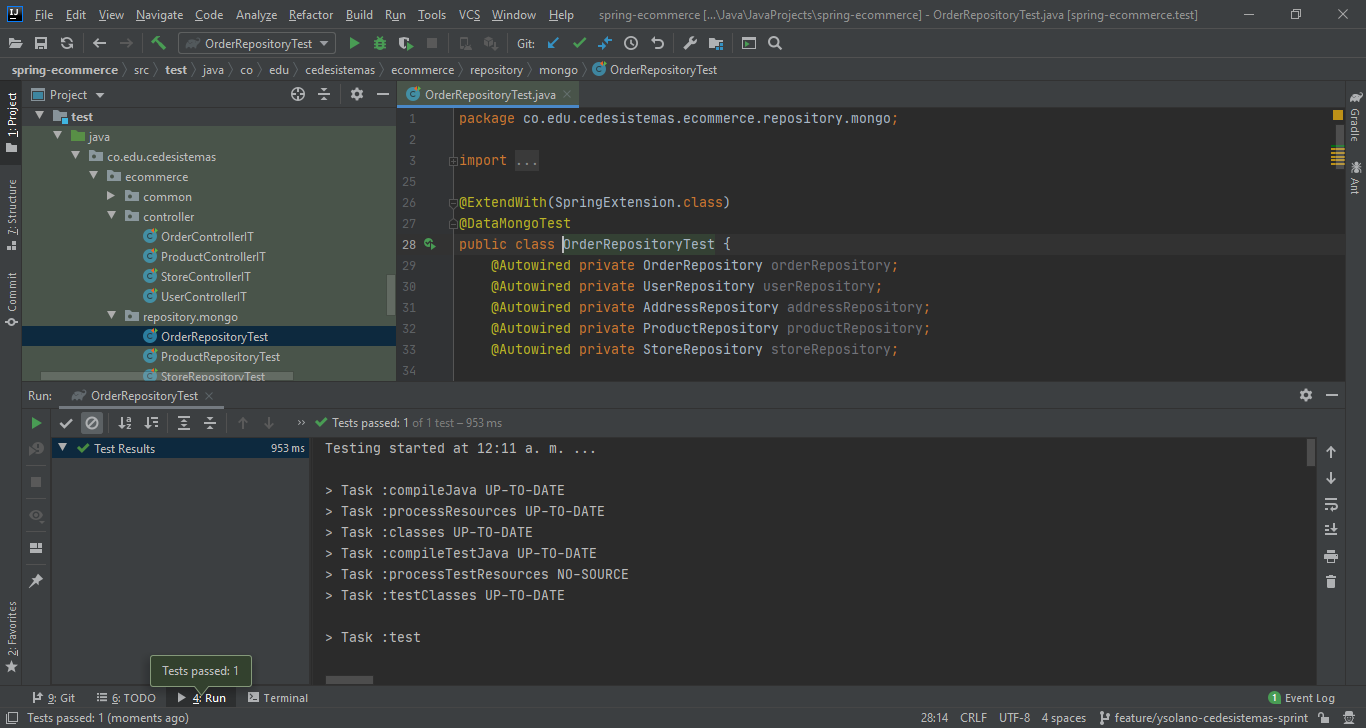 IJ File Edit View Navigate Code Analyze Refactor Build Run Tools VCS Window Help spring-ecommerce [...\Java\JavaProjects\spring-ecommerce] - OrderRepositoryTest.java [spring-ecommerce.test]
OrderRepositoryTest Git:
spring-ecommerce src test java co edu cedesistemas ecommerce repository mongo OrderRepositoryTest
1: Project
7: Structure
Commit
2: Favorites
Project
test
java
co.edu.cedesistemas
ecommerce
common
controller
OrderControllerIT
ProductControllerIT
StoreControllerIT
UserControllerIT
repository.mongo
OrderRepositoryTest
ProductRepositoryTest
StoreRepositoryTest
OrderRepositoryTest.java
1 package co.edu.cedesistemas.ecommerce.repository.mongo;
2
3 import ...
25
26 @ExtendWith(SpringExtension.class)
27 @DataMongoTest
28 public class OrderRepositoryTest {
29 @Autowired private OrderRepository orderRepository;
30 @Autowired private UserRepository userRepository;
31 @Autowired private AddressRepository addressRepository;
32 @Autowired private ProductRepository productRepository;
33 @Autowired private StoreRepository storeRepository;
34
Gradle
Ant
Run: OrderRepositoryTest
Tests passed: 1 of 1 test – 953 ms
Test Results 953 ms
Testing started at 12:11 a. m. ...
> Task :compileJava UP-TO-DATE
> Task :processResources UP-TO-DATE
> Task :classes UP-TO-DATE
> Task :compileTestJava UP-TO-DATE
> Task :processTestResources NO-SOURCE
> Task :testClasses UP-TO-DATE
> Task :test
Tests passed: 1
9: Git 6: TODO 4: Run Terminal 1 Event Log
Tests passed: 1 (moments ago) 28:14 CRLF UTF-8 4 spaces feature/ysolano-cedesistemas-sprint